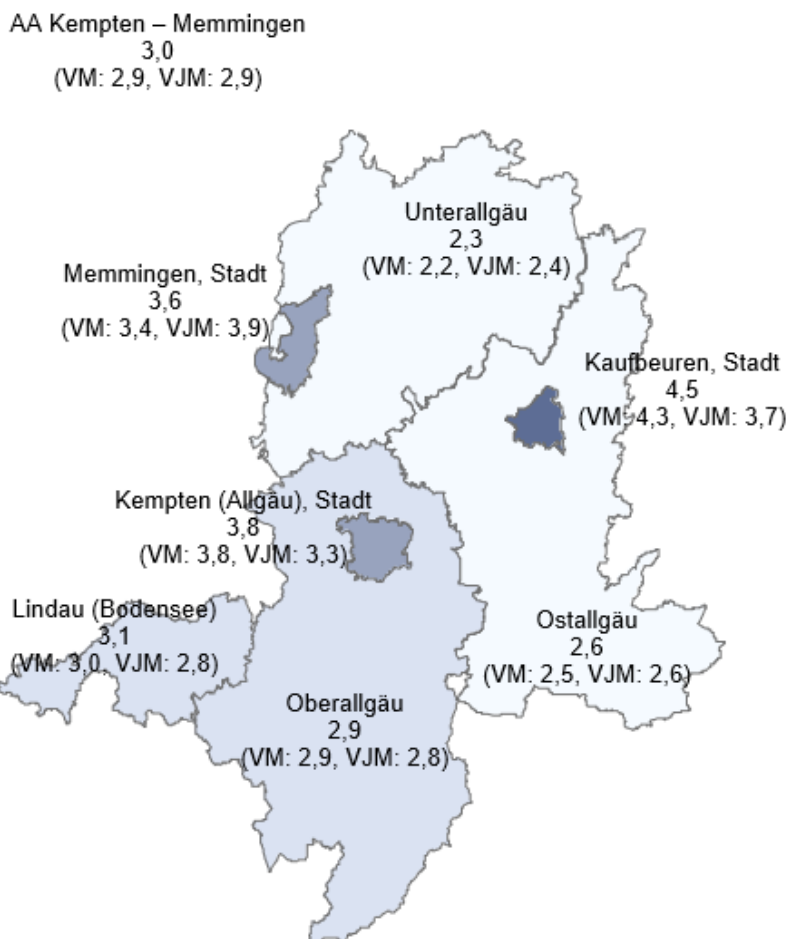 AA Kempten – Memmingen
3,0
(VM: 2,9, VJM: 2,9)
Unterallgäu
2,3
(VM: 2,2, VJM: 2,4)
Memmingen, Stadt
3,6
(VM: 3,4, VJM: 3,9)
Kaufbeuren, Stadt
4,5
(VM: 4,3, VJM: 3,7)
Kempten (Allgäu), Stadt
3,8
(VM: 3,8, VJM: 3,3)
Lindau (Bodensee)
3,1
(VM: 3,0, VJM: 2,8)
Ostallgäu
2,6
(VM: 2,5, VJM: 2,6)
Oberallgäu
2,9
(VM: 2,9, VJM: 2,8)